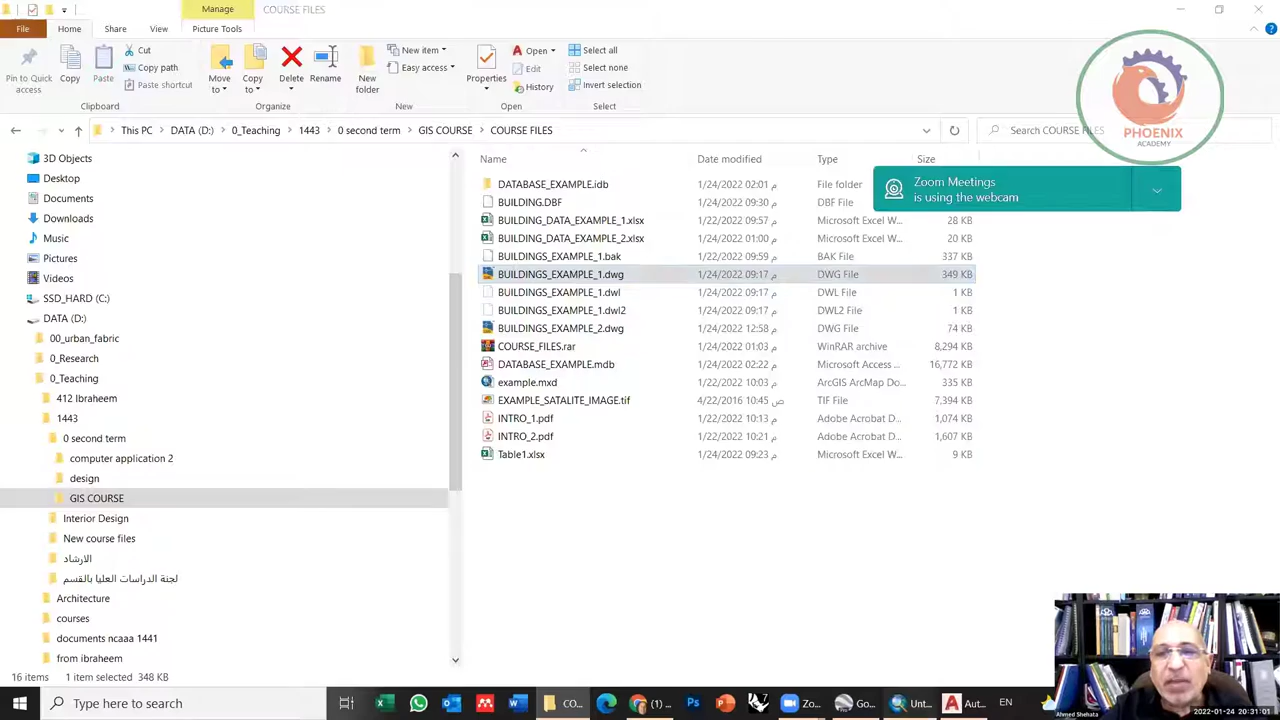 Manage
COURSE FILES
File
Home
Share
View
Picture Tools
Pin to Quick access
Copy
Paste
Cut
Copy path
Paste shortcut
Move to
Copy to
Delete
Rename
New folder
New item
Easy access
Properties
Open
Edit
History
Select all
Select none
Invert selection
Clipboard
Organize
New
Open
Select
This PC > DATA (D:) > 0_Teaching > 1443 > 0 second term > GIS COURSE > COURSE FILES
Search COURSE FILES
PHOENIX
ACADEMY
Zoom Meetings
is using the webcam
3D Objects
Desktop
Documents
Downloads
Music
Pictures
Videos
SSD_HARD (C:)
DATA (D:)
00_urban_fabric
0_Research
0_Teaching
412 Ibraheem
1443
0 second term
computer application 2
design
GIS COURSE
Interior Design
New course files
الارشاد
لجنة الدراسات العليا بالقسم
Architecture
courses
documents ncaaa 1441
from ibraheem
Name Date modified Type Size
DATABASE_EXAMPLE.idb 1/24/2022 02:01 م File folder
BUILDING.DBF 1/24/2022 09:30 م DBF File
BUILDING_DATA_EXAMPLE_1.xlsx 1/22/2022 09:57 م Microsoft Excel W... 28 KB
BUILDING_DATA_EXAMPLE_2.xlsx 1/24/2022 01:00 م Microsoft Excel W... 20 KB
BUILDINGS_EXAMPLE_1.bak 1/22/2022 09:59 م BAK File 337 KB
BUILDINGS_EXAMPLE_1.dwg 1/24/2022 09:17 م DWG File 349 KB
BUILDINGS_EXAMPLE_1.dwl 1/24/2022 09:17 م DWL File 1 KB
BUILDINGS_EXAMPLE_1.dwl2 1/24/2022 09:17 م DWL2 File 1 KB
BUILDINGS_EXAMPLE_2.dwg 1/24/2022 12:58 م DWG File 74 KB
COURSE_FILES.rar 1/24/2022 01:03 م WinRAR archive 8,294 KB
DATABASE_EXAMPLE.mdb 1/24/2022 02:22 م Microsoft Access ... 16,772 KB
example.mxd 1/22/2022 10:03 م ArcGIS ArcMap Do... 335 KB
EXAMPLE_SATALITE_IMAGE.tif 4/22/2016 10:45 ص TIF File 7,394 KB
INTRO_1.pdf 1/22/2022 10:13 م Adobe Acrobat D... 1,074 KB
INTRO_2.pdf 1/22/2022 10:21 م Adobe Acrobat D... 1,607 KB
Table1.xlsx 1/24/2022 09:23 م Microsoft Excel W... 9 KB
16 items 1 item selected 348 KB
Type here to search
CO...
(1) ...
Zo...
Go...
Unt...
Aut...
EN
Ahmed Shehata
2022-01-24 20:31:01